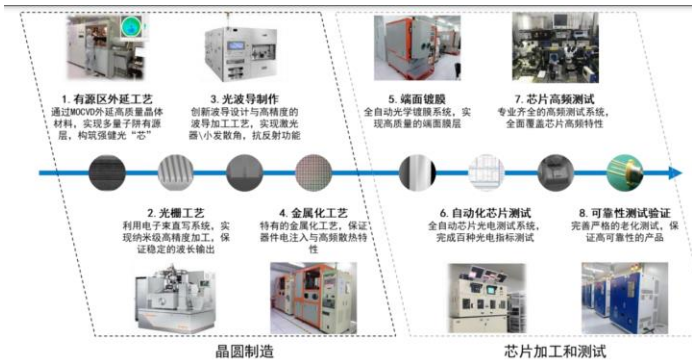 1. 有源区外延工艺
通过MOCVD外延高质量晶体
材料，实现多量子阱有源
层，构筑强健光“芯”
3. 光波导制作
创新波导设计与高精度的
波导加工工艺，实现激光
器\小发散角，抗反射功能
5. 端面镀膜
全自动光学镀膜系统，实
现高质量的端面膜层
7. 芯片高频测试
专业齐全的高频测试系统，
全面覆盖芯片高频特性
2. 光栅工艺
利用电子束直写系统，实
现纳米级高精度加工，保
证稳定的波长输出
4. 金属化工艺
特有的金属化工艺，保证
器件电注入与高频散热特
性
6. 自动化芯片测试
全自动芯片光电测试系统，
完成百种光电指标测试
8. 可靠性测试验证
完善严格的老化测试，保
证高可靠性的产品
晶圆制造
芯片加工和测试